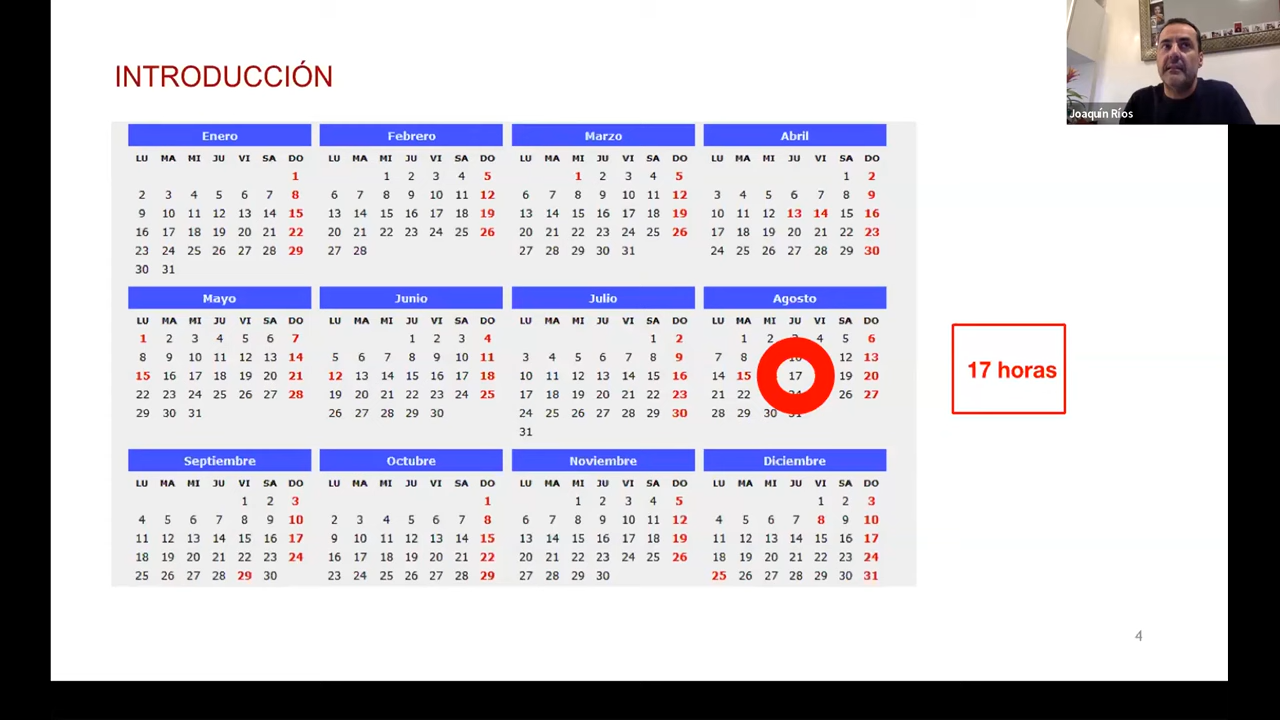 INTRODUCCIÓN
Joaquín Ríos
Enero Febrero Marzo Abril
LU MA MI JU VI SA DO LU MA MI JU VI SA DO LU MA MI JU VI SA DO LU MA MI JU VI SA DO
1 1 2 3 4 5 1 2 3 4 5 1 2
2 3 4 5 6 7 8 6 7 8 9 10 11 12 6 7 8 9 10 11 12 3 4 5 6 7 8 9
9 10 11 12 13 14 15 13 14 15 16 17 18 19 13 14 15 16 17 18 19 10 11 12 13 14 15 16
16 17 18 19 20 21 22 20 21 22 23 24 25 26 20 21 22 23 24 25 26 17 18 19 20 21 22 23
23 24 25 26 27 28 29 27 28 27 28 29 30 31 24 25 26 27 28 29 30
30 31
Mayo Junio Julio Agosto
LU MA MI JU VI SA DO LU MA MI JU VI SA DO LU MA MI JU VI SA DO LU MA MI JU VI SA DO
1 2 3 4 5 6 7 1 2 3 4 1 2 1 2 3 4 5 6
8 9 10 11 12 13 14 5 6 7 8 9 10 11 3 4 5 6 7 8 9 7 8 10 12 13
15 16 17 18 19 20 21 12 13 14 15 16 17 18 10 11 12 13 14 15 16 14 15 17 19 20
22 23 24 25 26 27 28 19 20 21 22 23 24 25 17 18 19 20 21 22 23 21 22 26 27
29 30 31 26 27 28 29 30 24 25 26 27 28 29 30 28 29 30 31
31
17 horas
Septiembre Octubre Noviembre Diciembre
LU MA MI JU VI SA DO LU MA MI JU VI SA DO LU MA MI JU VI SA DO LU MA MI JU VI SA DO
1 2 3 1 1 2 3 4 5 1 2 3
4 5 6 7 8 9 10 2 3 4 5 6 7 8 6 7 8 9 10 11 12 4 5 6 7 8 9 10
11 12 13 14 15 16 17 9 10 11 12 13 14 15 13 14 15 16 17 18 19 11 12 13 14 15 16 17
18 19 20 21 22 23 24 16 17 18 19 20 21 22 20 21 22 23 24 25 26 18 19 20 21 22 23 24
25 26 27 28 29 30 23 24 25 26 27 28 29 27 28 29 30 25 26 27 28 29 30 31
4